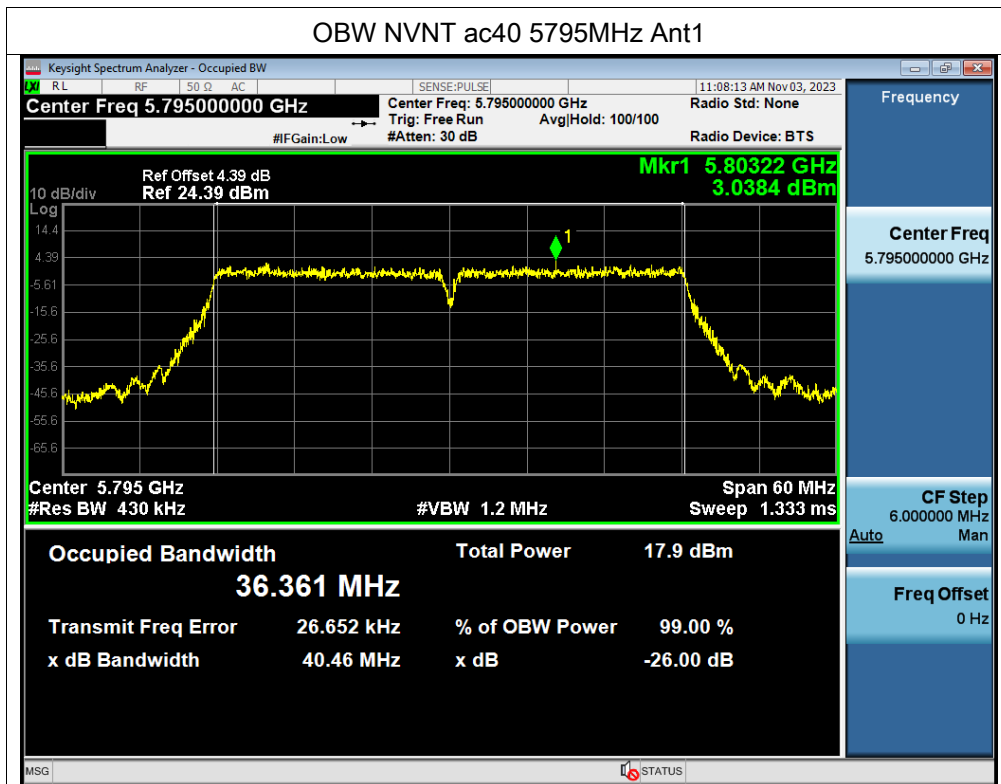 OBW NVNT ac40 5795MHz Ant1
Keysight Spectrum Analyzer - Occupied BW
LXI RL RF 50 Ω AC SENSE:PULSE 11:08:13 AM Nov 03, 2023
Center Freq 5.795000000 GHz
Center Freq: 5.795000000 GHz Radio Std: None
Trig: Free Run Avg|Hold: 100/100
#IFGain:Low #Atten: 30 dB Radio Device: BTS
Mkr1 5.80322 GHz
3.0384 dBm
Ref Offset 4.39 dB
10 dB/div Ref 24.39 dBm
Log
14.4
4.39
-5.61
-15.6
-25.6
-35.6
-45.6
-55.6
-65.6
1
Center 5.795 GHz Span 60 MHz
#Res BW 430 kHz #VBW 1.2 MHz Sweep 1.333 ms
Occupied Bandwidth Total Power 17.9 dBm
36.361 MHz
Transmit Freq Error 26.652 kHz % of OBW Power 99.00 %
x dB Bandwidth 40.46 MHz x dB -26.00 dB
Frequency
Center Freq
5.795000000 GHz
CF Step
6.000000 MHz
Auto Man
Freq Offset
0 Hz
MSG STATUS